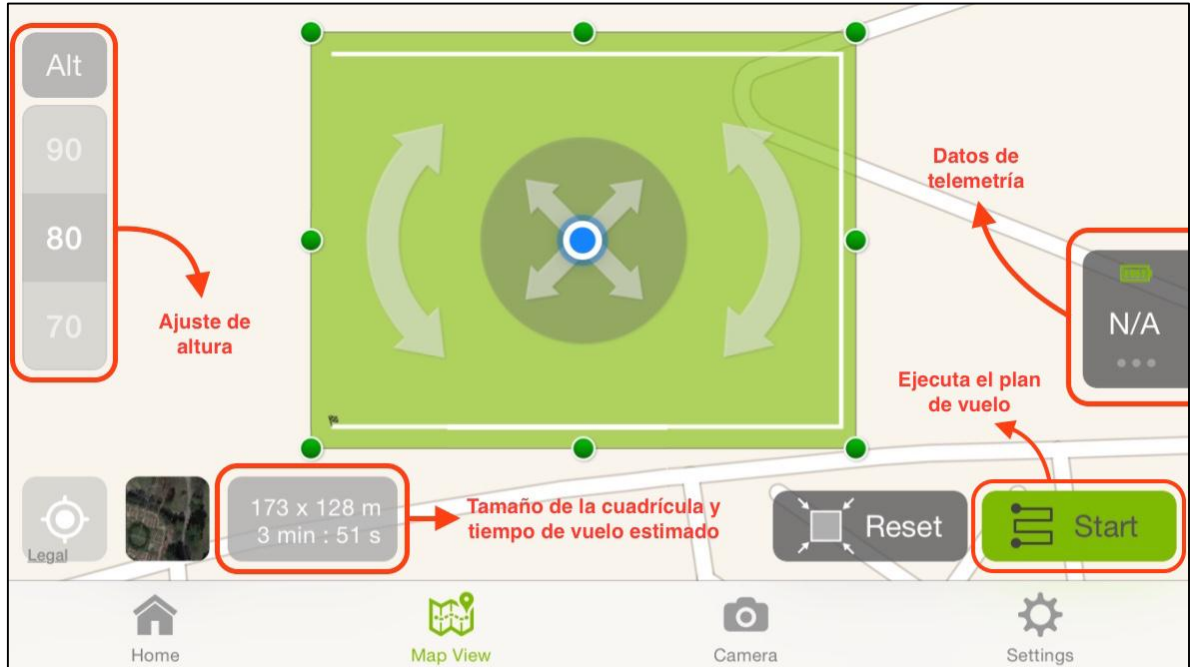 Alt
90
80
70
Ajuste de
altura
Datos de
telemetría
N/A
Ejecuta el plan
de vuelo
Legal
173 x 128 m
3 min : 51 s
Tamaño de la cuadrícula y
tiempo de vuelo estimado
Reset
Start
Home
Map View
Camera
Settings